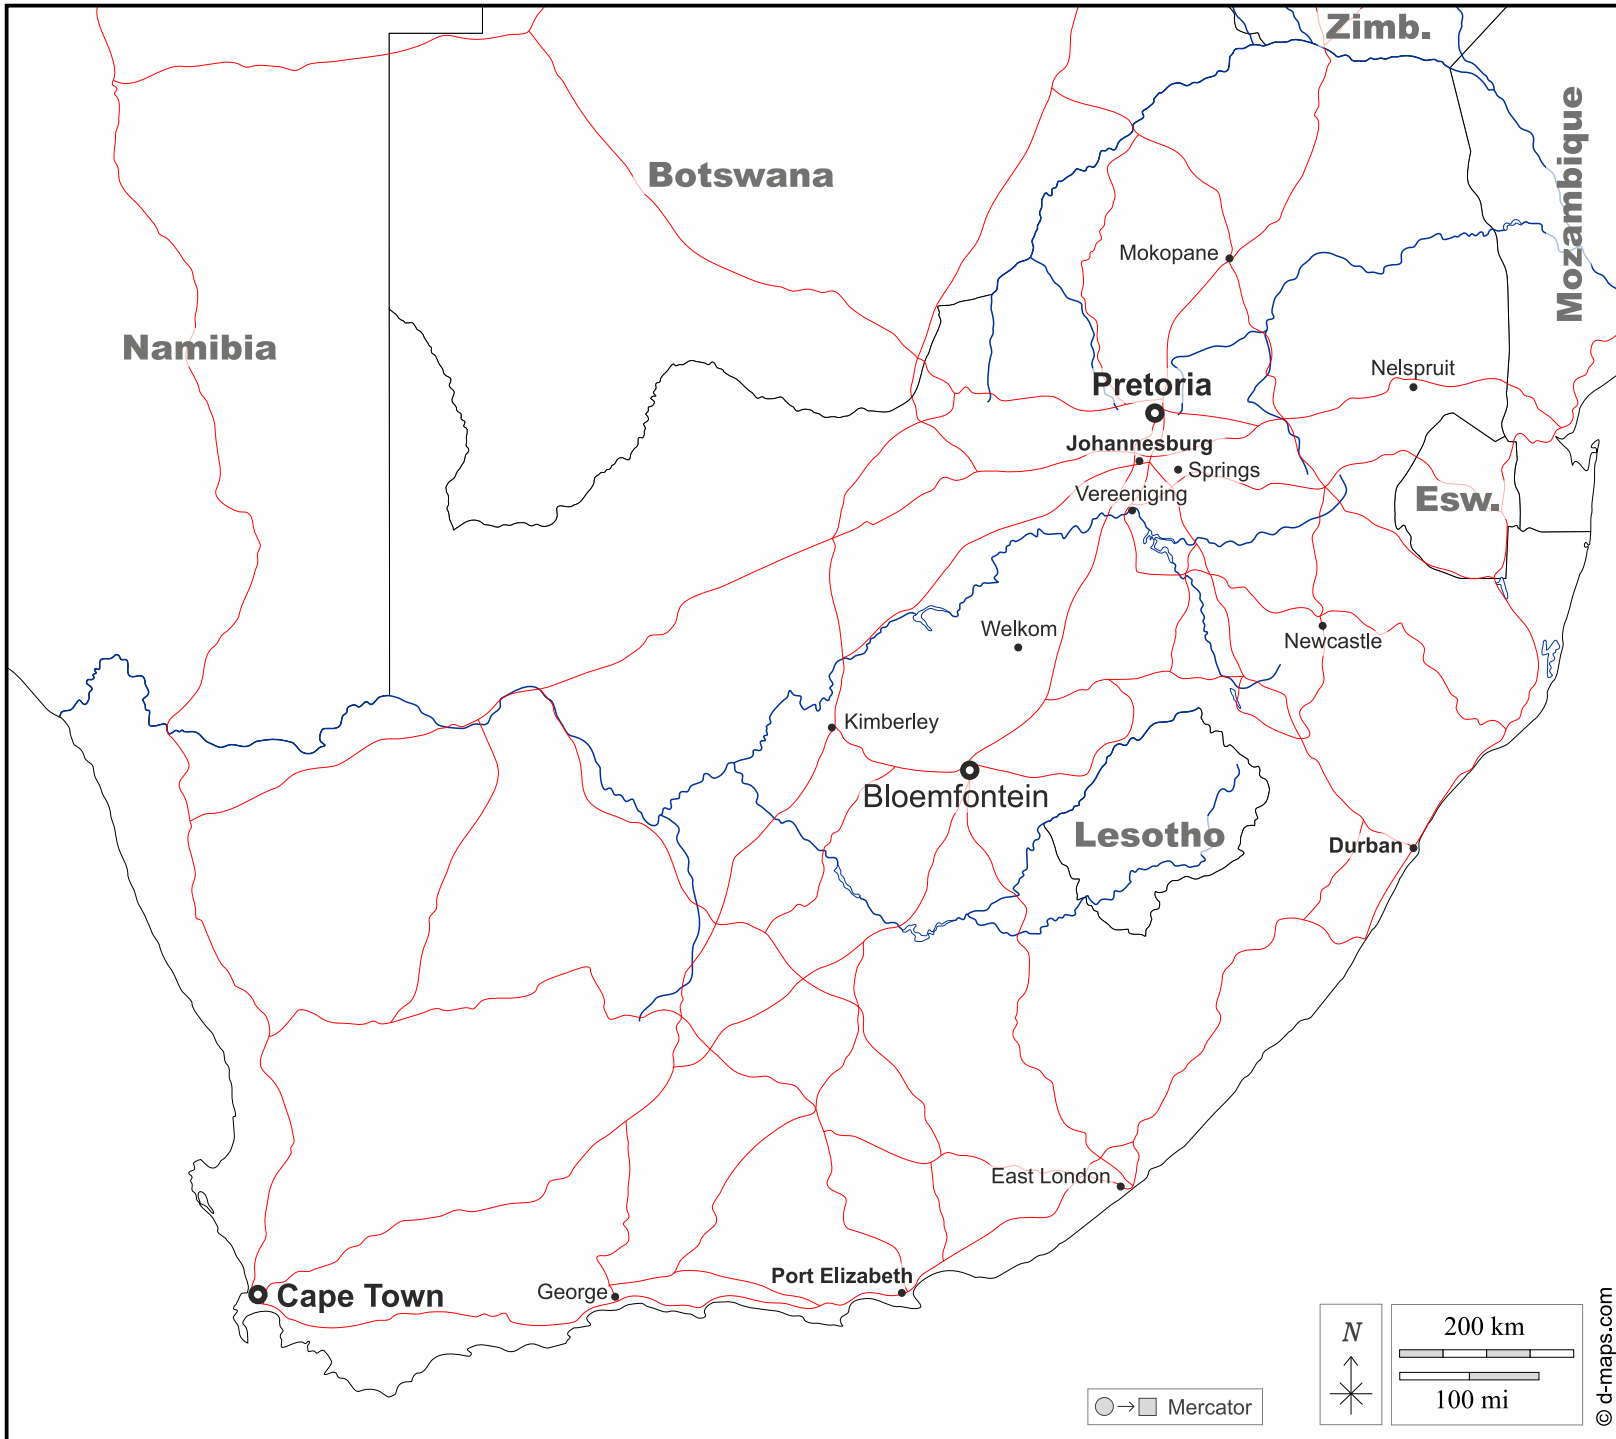 Zimb.
Mozambique
Botswana
Mokopane
Namibia
Nelspruit
Pretoria
Johannesburg
Springs
Vereeniging
Esw.
Welkom
Newcastle
Kimberley
Bloemfontein
Lesotho
Durban
East London
Port Elizabeth
George
Cape Town
N
200 km
100 mi
Mercator
© d-maps.com